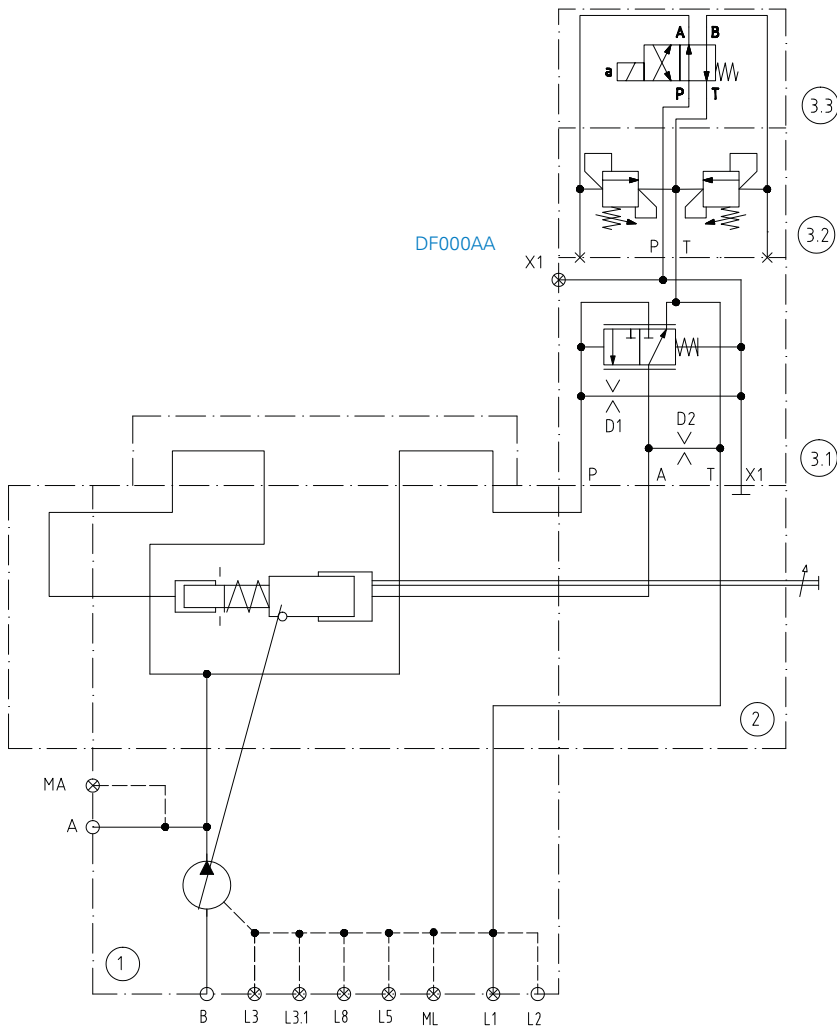 A B
a
P T
3.3
3.2
DF000AA
P T
X1
D1
D2
3.1
P A T X1
2
MA
A
1
B L3 L3.1 L8 L5 ML L1 L2